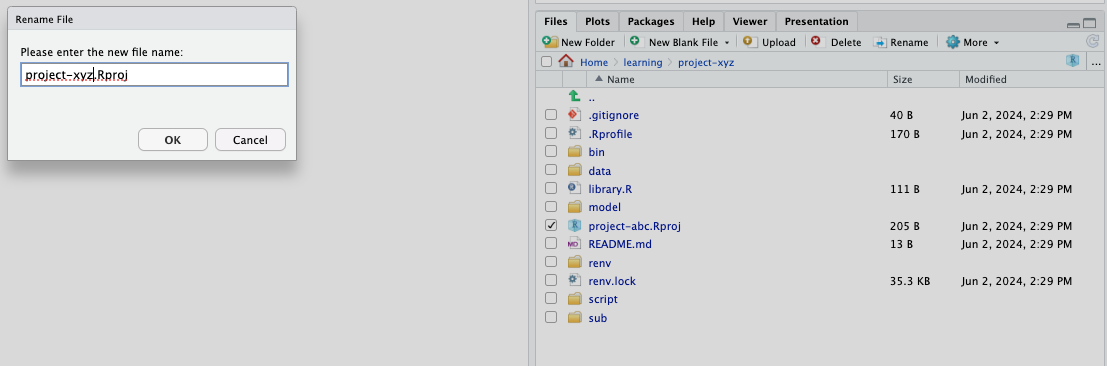 Rename File
Please enter the new file name:
project-xyz.Rproj
OK Cancel
Files Plots Packages Help Viewer Presentation
New Folder New Blank File Upload Delete Rename More
Home learning project-xyz R ...
Name Size Modified
..
.gitignore 40 B Jun 2, 2024, 2:29 PM
.Rprofile 170 B Jun 2, 2024, 2:29 PM
bin
data
library.R 111 B Jun 2, 2024, 2:29 PM
model
project-abc.Rproj 205 B Jun 2, 2024, 2:29 PM
MD README.md 13 B Jun 2, 2024, 2:29 PM
renv
renv.lock 35.3 KB Jun 2, 2024, 2:29 PM
script
sub